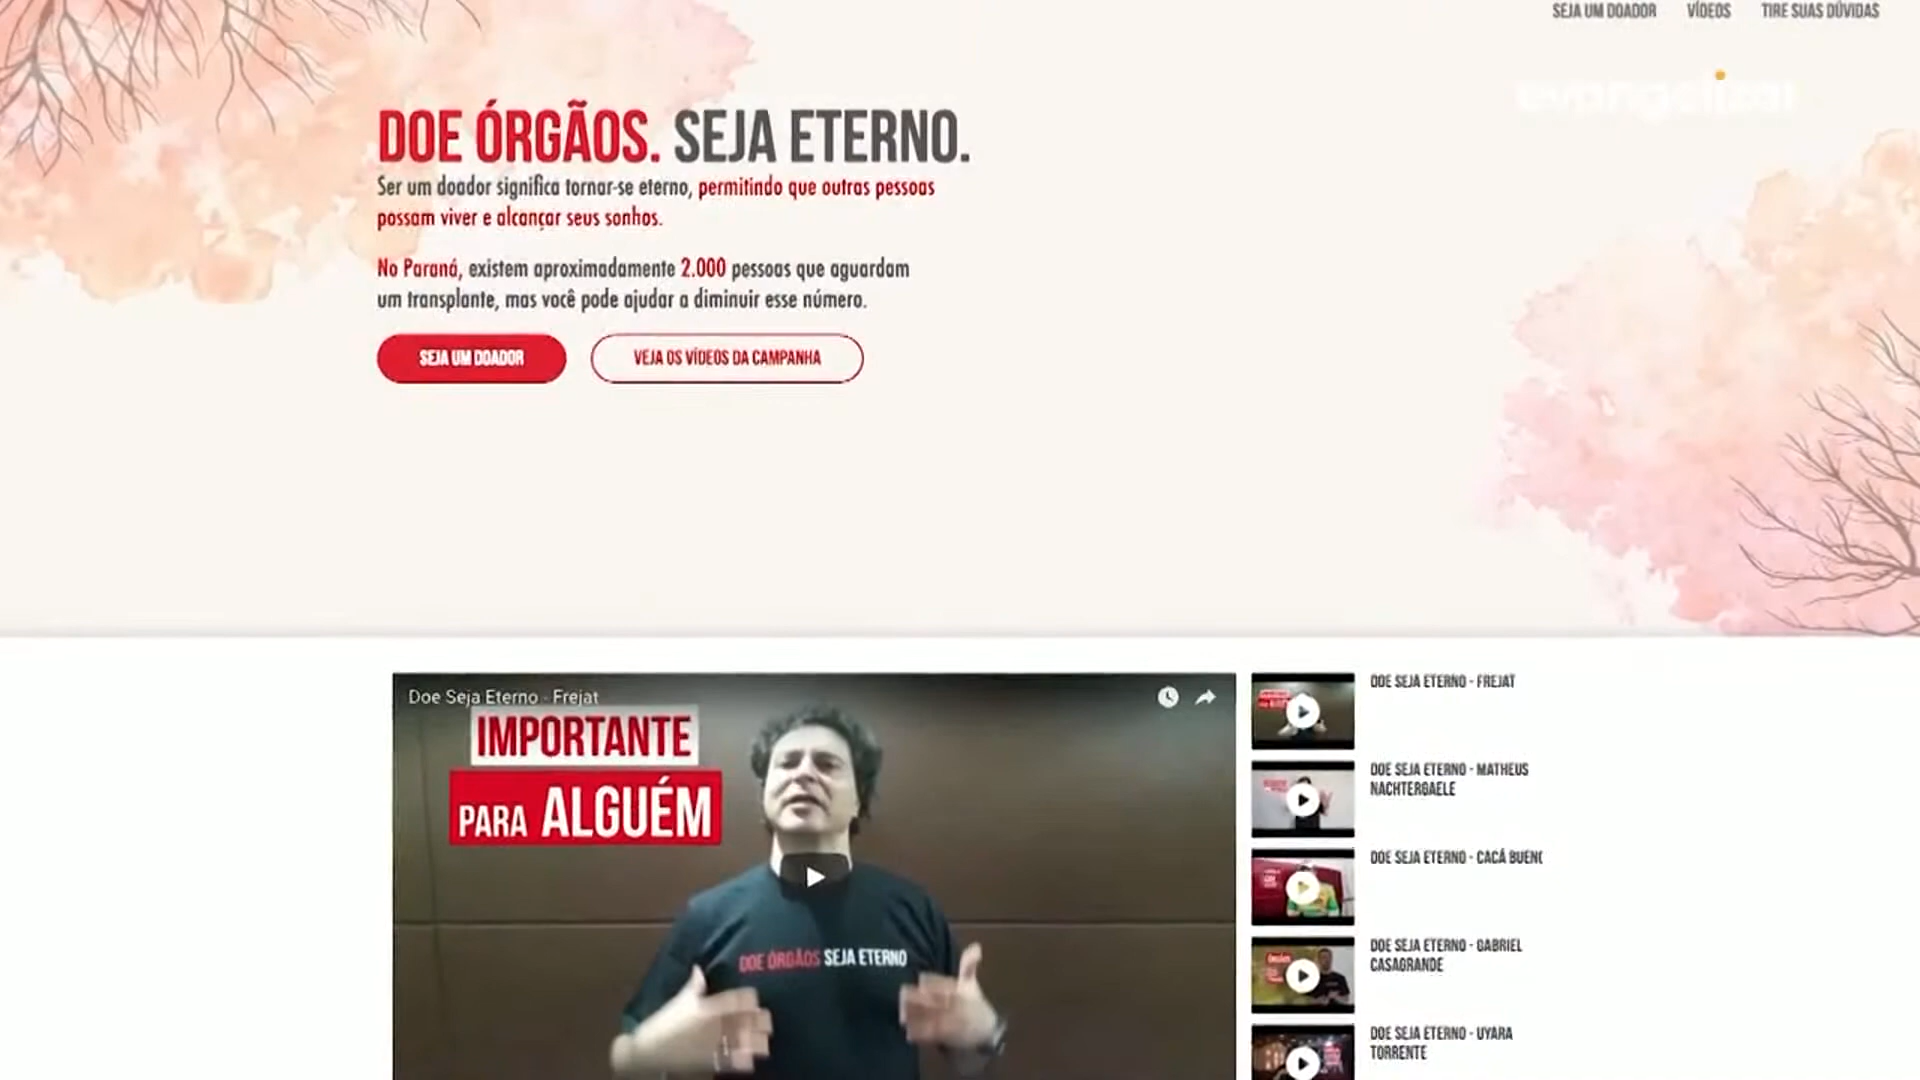 SEJA UM DOADOR VÍDEOS TIRE SUAS DÚVIDAS
evangelizar
DOE ÓRGÃOS. SEJA ETERNO.
Ser um doador significa tornar-se eterno, permitindo que outras pessoas
possam viver e alcançar seus sonhos.
No Paraná, existem aproximadamente 2.000 pessoas que aguardam
um transplante, mas você pode ajudar a diminuir esse número.
SEJA UM DOADOR
VEJA OS VÍDEOS DA CAMPANHA
Doe Seja Eterno - Frejat
IMPORTANTE
PARA ALGUÉM
DOE ÓRGÃOS SEJA ETERNO
DOE SEJA ETERNO - FREJAT
DOE SEJA ETERNO - MATHEUS
NACHTERGAELE
DOE SEJA ETERNO - CACÁ BUENO
DOE SEJA ETERNO - GABRIEL
CASAGRANDE
DOE SEJA ETERNO - UYARA
TORRENTE